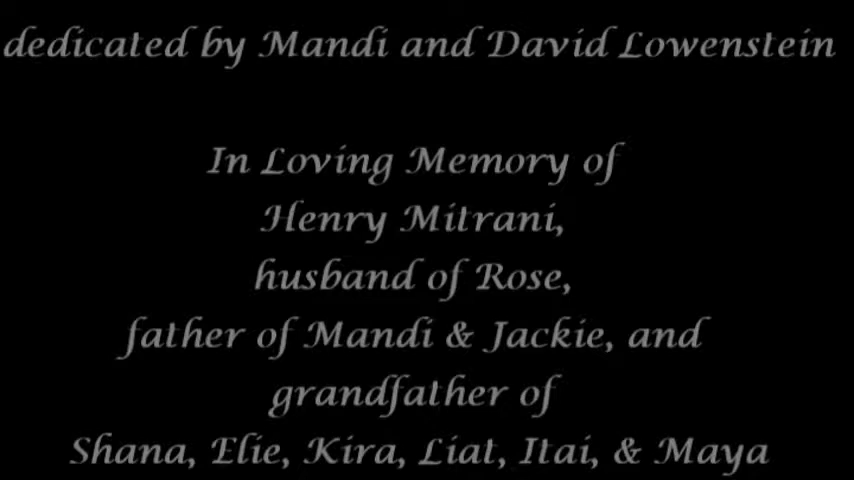 dedicated by Mandi and David Lowenstein
In Loving Memory of
Henry Mitrani,
husband of Rose,
father of Mandi & Jackie, and
grandfather of
Shana, Elie, Kira, Liat, Itai, & Maya